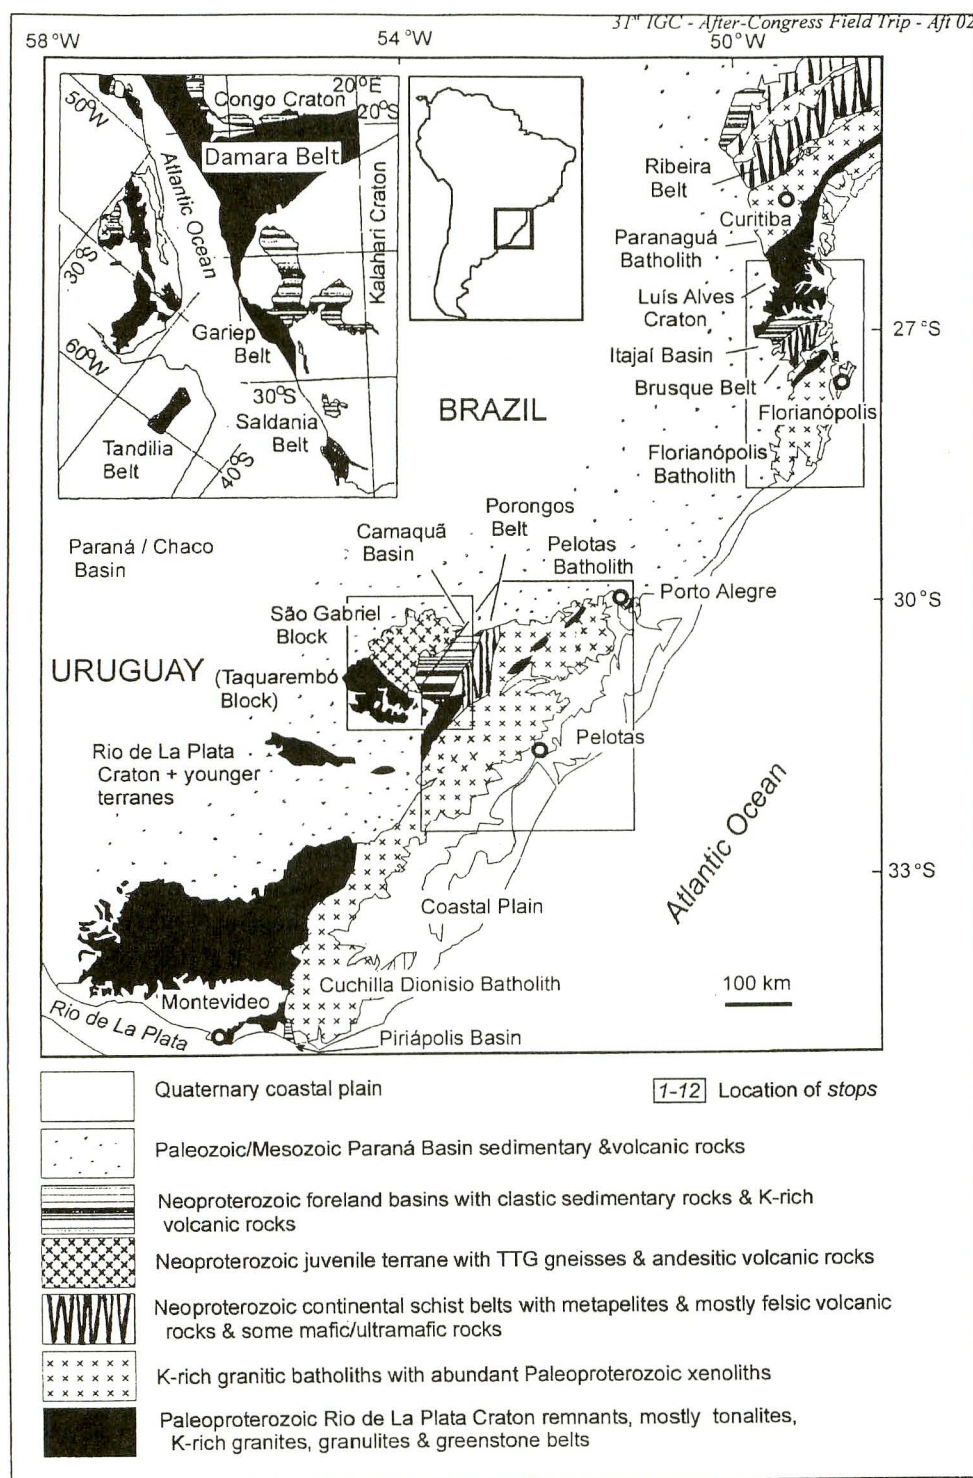 31st IGC - After-Congress Field Trip - Aft 02
58°W
54°W
50°W
50°W
Congo Craton
20°E
20°S
Damara Belt
Atlantic Ocean
Kalahari Craton
30°S
Gariep
Belt
60°W
30°S
Saldania
Belt
Tandilia
Belt
40°S
Ribeira
Belt
Curitiba
Paranaguá
Batholith
Luís Alves
Craton
27°S
Itajaí Basin
Brusque Belt
BRAZIL
Florianópolis
Florianópolis
Batholith
Porongos
Belt
Camaquã
Basin
Paraná / Chaco
Basin
Pelotas
Batholith
Porto Alegre
30°S
São Gabriel
Block
URUGUAY
(Taquarembó
Block)
Pelotas
Rio de La Plata
Craton + younger
terranes
Atlantic Ocean
33°S
Coastal Plain
Cuchilla Dionisio Batholith
100 km
Montevideo
Rio de La Plata
Piriápolis Basin
Quaternary coastal plain
1-12 Location of stops
Paleozoic/Mesozoic Paraná Basin sedimentary &volcanic rocks
Neoproterozoic foreland basins with clastic sedimentary rocks & K-rich
volcanic rocks
Neoproterozoic juvenile terrane with TTG gneisses & andesitic volcanic rocks
Neoproterozoic continental schist belts with metapelites & mostly felsic volcanic
rocks & some mafic/ultramafic rocks
K-rich granitic batholiths with abundant Paleoproterozoic xenoliths
Paleoproterozoic Rio de La Plata Craton remnants, mostly tonalites,
K-rich granites, granulites & greenstone belts